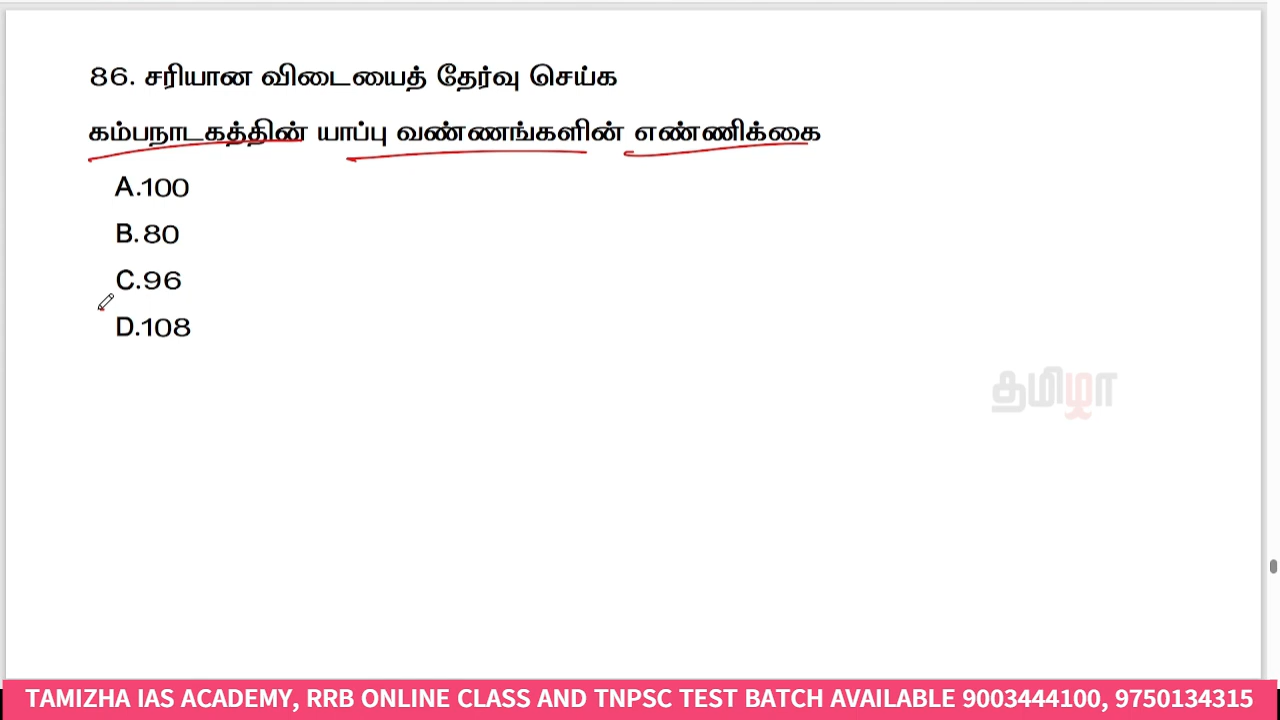 86. சரியான விடையைத் தேர்வு செய்க
கம்பநாடகத்தின் யாப்பு வண்ணங்களின் எண்ணிக்கை
A.100
B.80
C.96
D.108
தமிழா
TAMIZHA IAS ACADEMY, RRB ONLINE CLASS AND TNPSC TEST BATCH AVAILABLE 9003444100, 9750134315